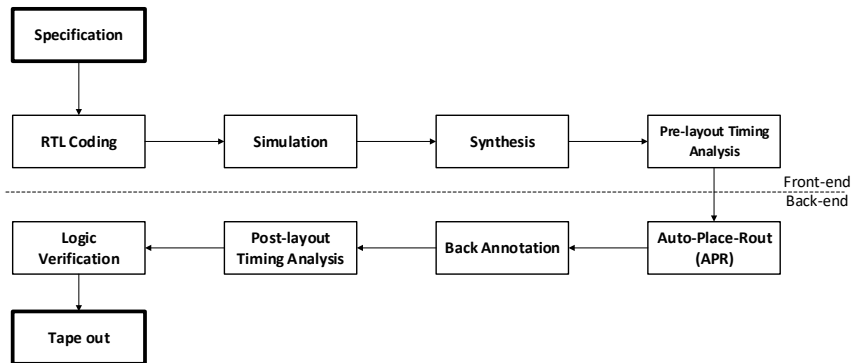 Specification
RTL Coding
Simulation
Synthesis
Pre-layout Timing
Analysis
Front-end
Back-end
Auto-Place-Rout
(APR)
Back Annotation
Post-layout
Timing Analysis
Logic
Verification
Tape out